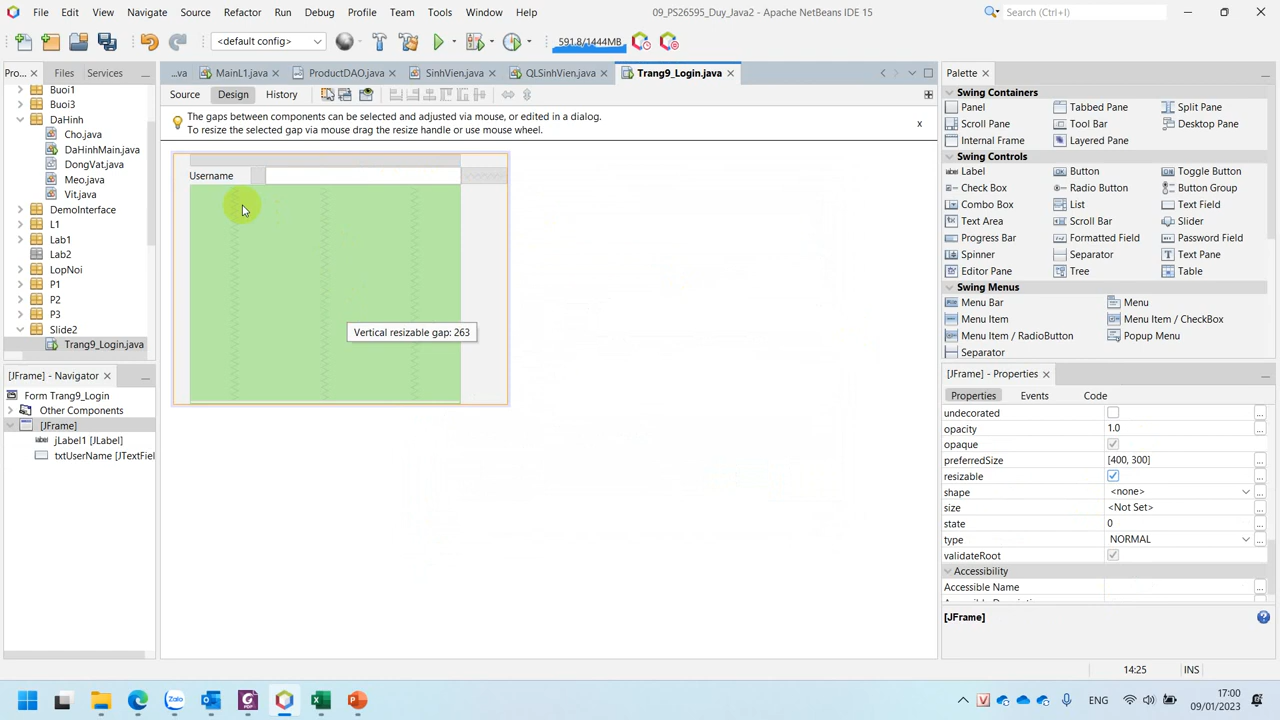 File Edit View Navigate Source Refactor Run Debug Profile Team Tools Window Help 09_PS26595_Duy_Java2 - Apache NetBeans IDE 15 Search (Ctrl+I)
<default config> 591.8/1444MB
Pro... Files Services ...va MainL1.java ProductDAO.java SinhVien.java QLSinhVien.java Trang9_Login.java Palette
Buoi1 Source Design History Swing Containers
Buoi3 Panel Tabbed Pane Split Pane
DaHinh The gaps between components can be selected and adjusted via mouse, or edited in a dialog. Scroll Pane Tool Bar Desktop Pane
Cho.java To resize the selected gap via mouse drag the resize handle or use mouse wheel. x Internal Frame Layered Pane
DaHinhMain.java Swing Controls
DongVat.java Username Label Button Toggle Button
Meo.java Check Box Radio Button Button Group
Vit.java Combo Box List Text Field
DemoInterface Text Area Scroll Bar Slider
L1 Progress Bar Formatted Field Password Field
Lab1 Spinner Separator Text Pane
Lab2 Editor Pane Tree Table
LopNoi Swing Menus
P1 Menu Bar Menu
P2 Menu Item Menu Item / CheckBox
P3 Vertical resizable gap: 263 Menu Item / RadioButton Popup Menu
Slide2 Separator
Trang9_Login.java
[JFrame] - Navigator [JFrame] - Properties
Form Trang9_Login Properties Events Code
Other Components undecorated
[JFrame] opacity 1.0
jLabel1 [JLabel] opaque
txtUserName [JTextFiel preferredSize [400, 300] ...
resizable ...
shape <none> ...
size <Not Set> ...
state 0 ...
type NORMAL ...
validateRoot ...
Accessibility
Accessible Name ...
[JFrame]
14:25 INS
ENG 17:00
09/01/2023